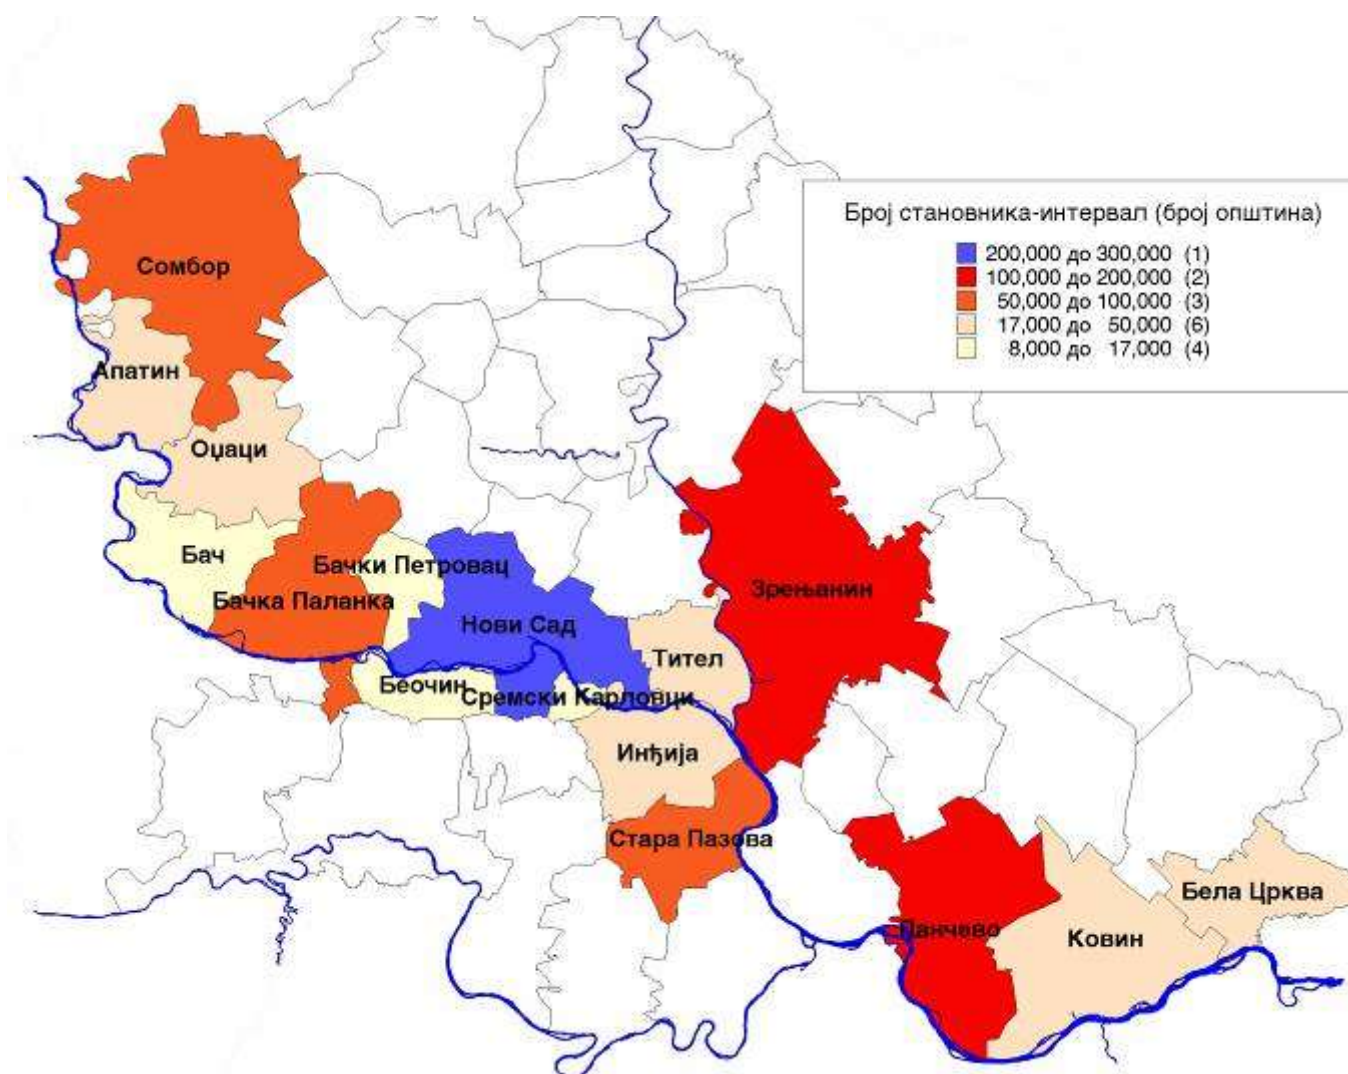 Број становника-интервал (број општина)
200,000 до 300,000 (1)
100,000 до 200,000 (2)
50,000 до 100,000 (3)
17,000 до 50,000 (6)
8,000 до 17,000 (4)
Сомбор
Апатин
Оџаци
Бач
Бачки Петровац
Бачка Паланка
Зрењанин
Нови Сад
Тител
Беочин
Сремски Карловци
Инђија
Стара Пазова
Бела Црква
Панчево
Ковин